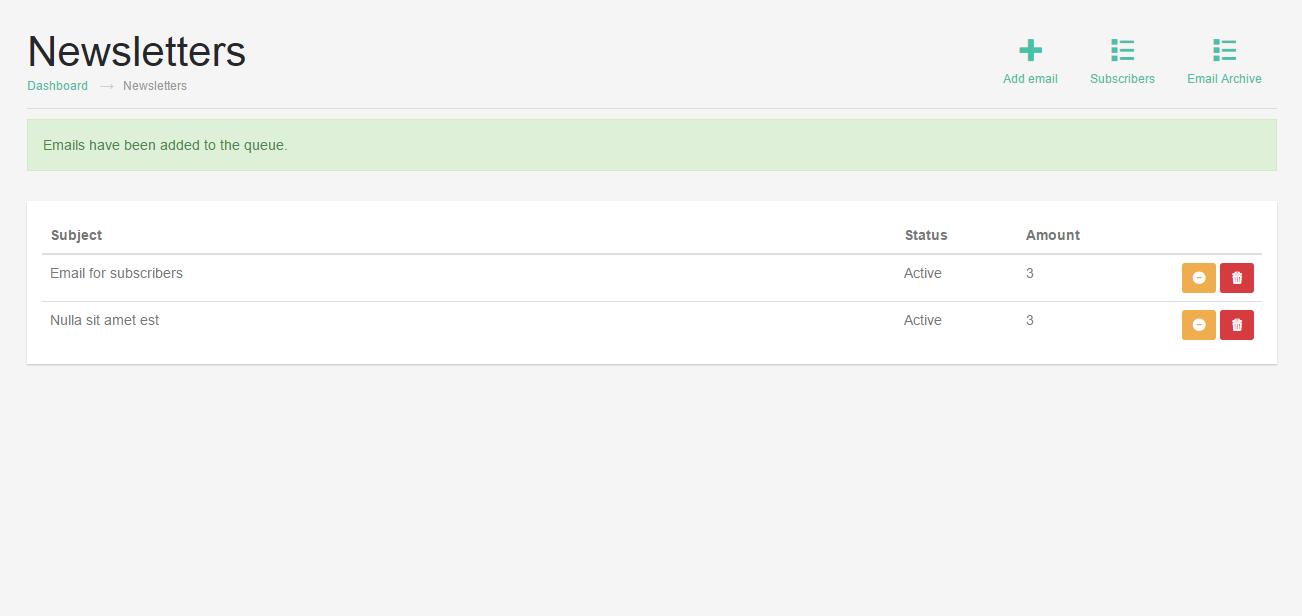 Newsletters
Dashboard → Newsletters
Add email
Subscribers
Email Archive
Emails have been added to the queue.
Subject Status Amount
Email for subscribers Active 3
Nulla sit amet est Active 3